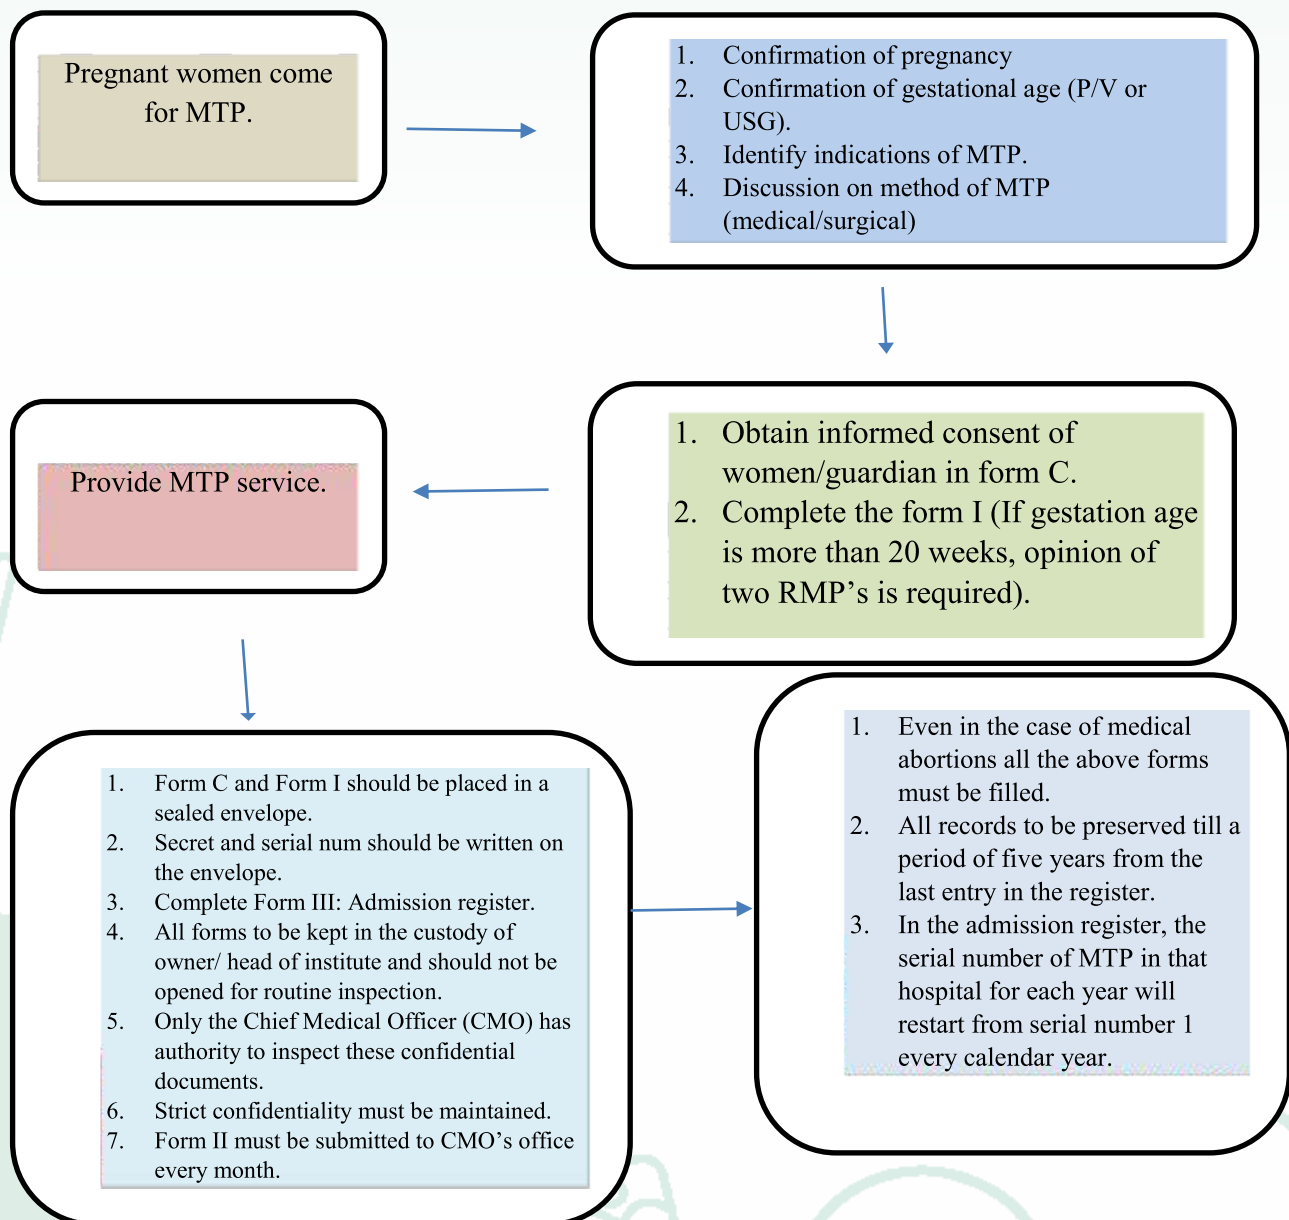 Pregnant women come
for MTP.
1. Confirmation of pregnancy
2. Confirmation of gestational age (P/V or
USG).
3. Identify indications of MTP.
4. Discussion on method of MTP
(medical/surgical)
1. Obtain informed consent of
women/guardian in form C.
2. Complete the form I (If gestation age
is more than 20 weeks, opinion of
two RMP’s is required).
Provide MTP service.
1. Form C and Form I should be placed in a
sealed envelope.
2. Secret and serial num should be written on
the envelope.
3. Complete Form III: Admission register.
4. All forms to be kept in the custody of
owner/ head of institute and should not be
opened for routine inspection.
5. Only the Chief Medical Officer (CMO) has
authority to inspect these confidential
documents.
6. Strict confidentiality must be maintained.
7. Form II must be submitted to CMO’s office
every month.
1. Even in the case of medical
abortions all the above forms
must be filled.
2. All records to be preserved till a
period of five years from the
last entry in the register.
3. In the admission register, the
serial number of MTP in that
hospital for each year will
restart from serial number 1
every calendar year.